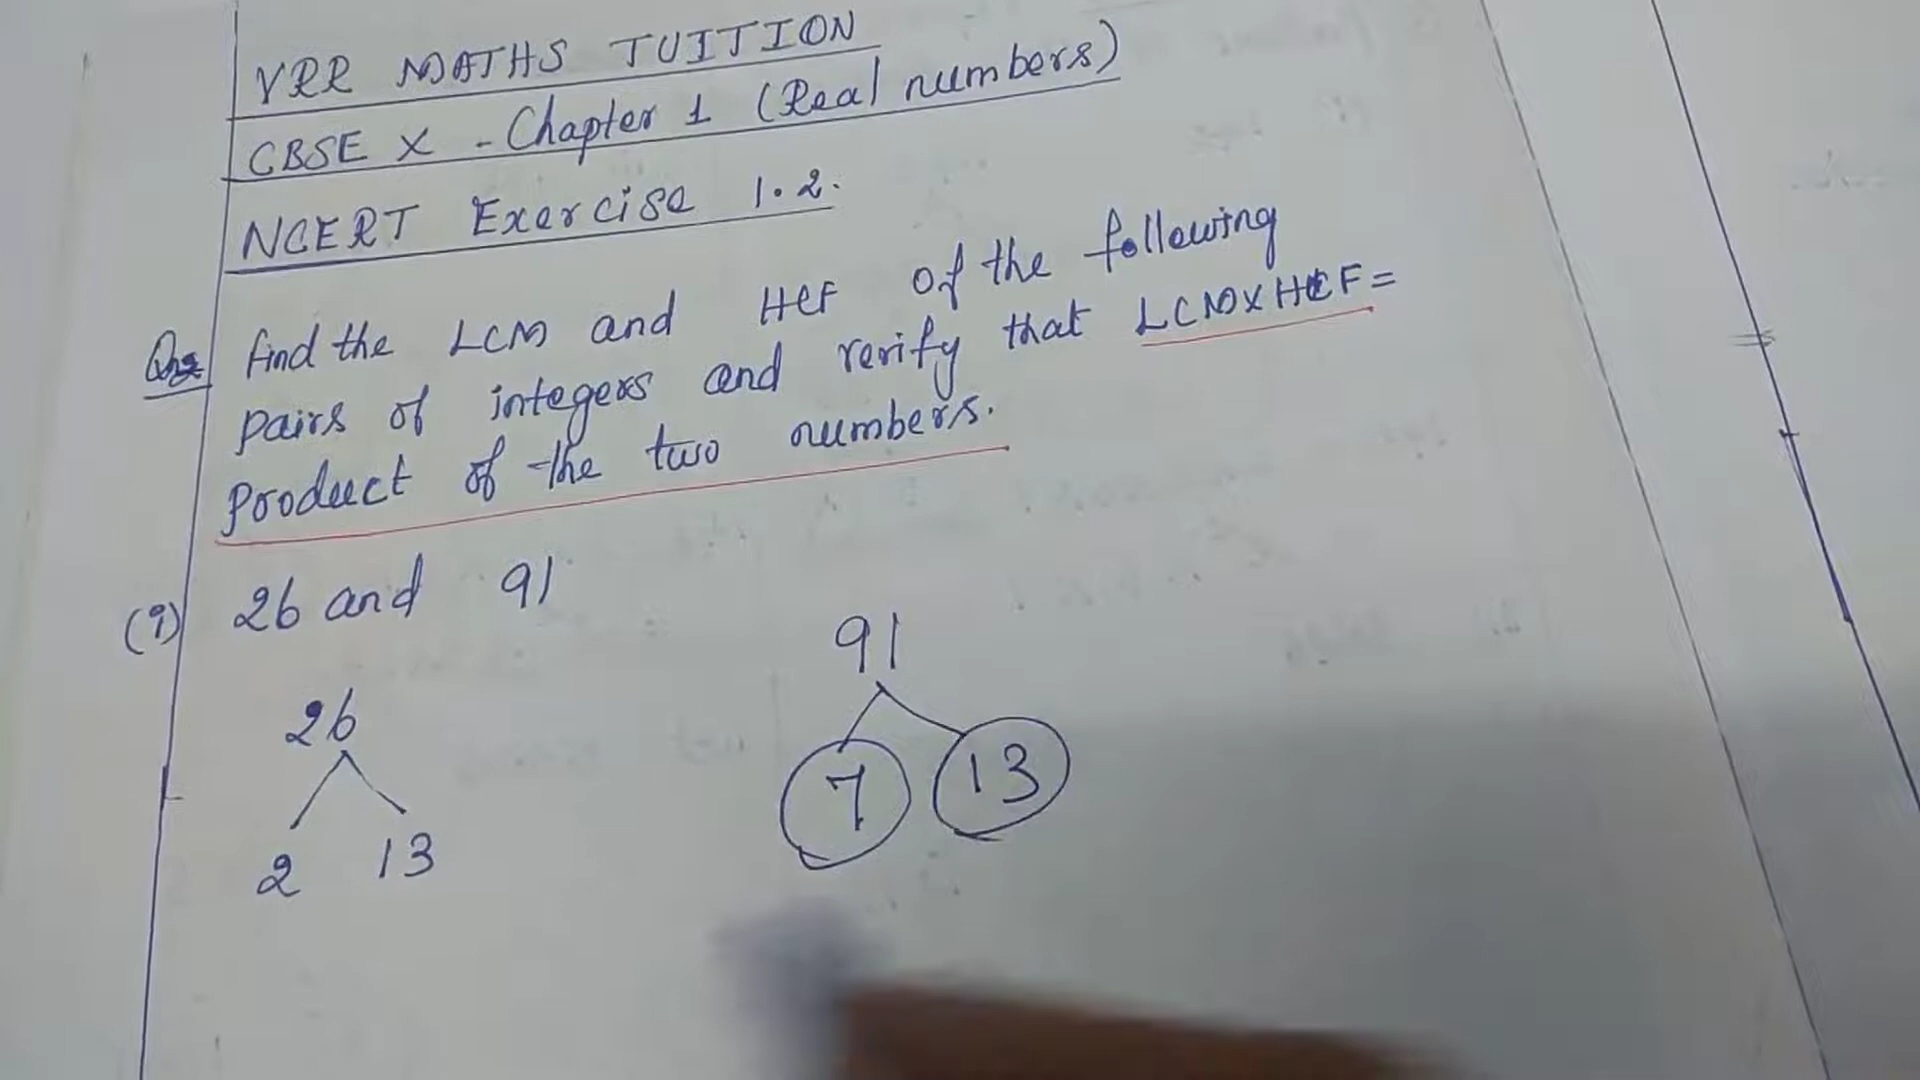 VRR MATHS TUITION
CBSE X - Chapter 1 (Real numbers)
NCERT Exercise 1.2.
Find the LCM and HCF of the following
pairs of integers and verify that LCM×HCF=
product of the two numbers.
(i) 26 and 91
91
26
7 13
2 13